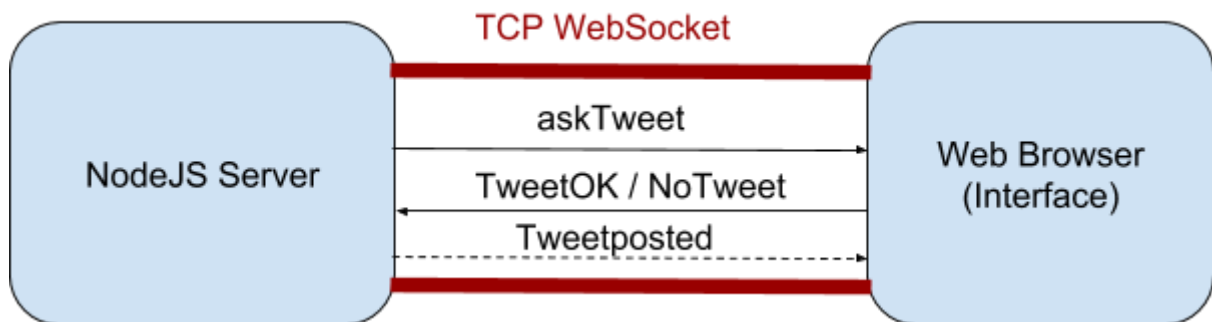 TCP WebSocket
askTweet
NodeJS Server
Web Browser
(Interface)
TweetOK / NoTweet
Tweetposted